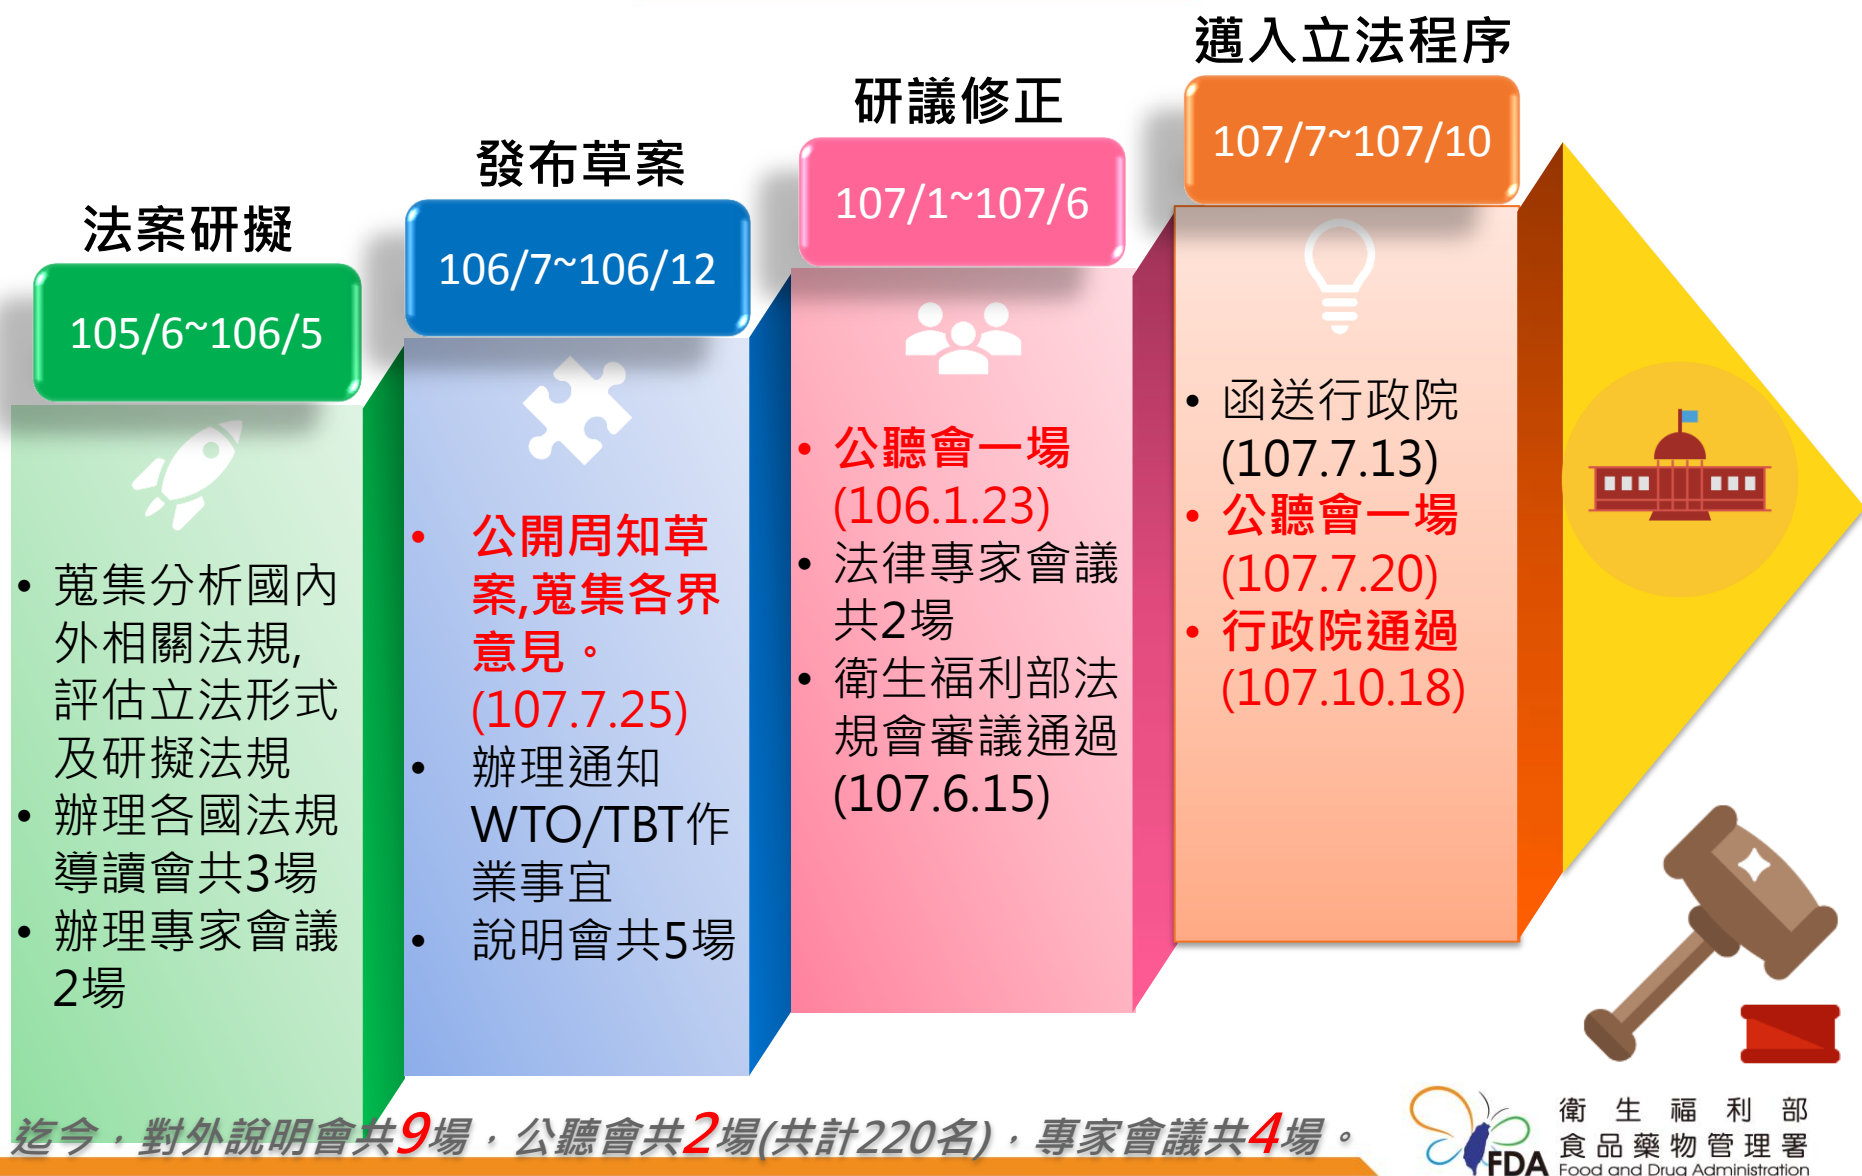 法案研擬
105/6~106/5
• 蒐集分析國內
外相關法規,
評估立法形式
及研擬法規
• 辦理各國法規
導讀會共3場
• 辦理專家會議
2場
發布草案
106/7~106/12
• 公開周知草
案,蒐集各界
意見。
(107.7.25)
• 辦理通知
WTO/TBT作
業事宜
• 說明會共5場
研議修正
107/1~107/6
• 公聽會一場
(106.1.23)
• 法律專家會議
共2場
• 衛生福利部法
規會審議通過
(107.6.15)
邁入立法程序
107/7~107/10
• 函送行政院
(107.7.13)
• 公聽會一場
(107.7.20)
• 行政院通過
(107.10.18)
迄今，對外說明會共9場，公聽會共2場(共計220名)，專家會議共4場。
衛生福利部
食品藥物管理署
FDA Food and Drug Administration